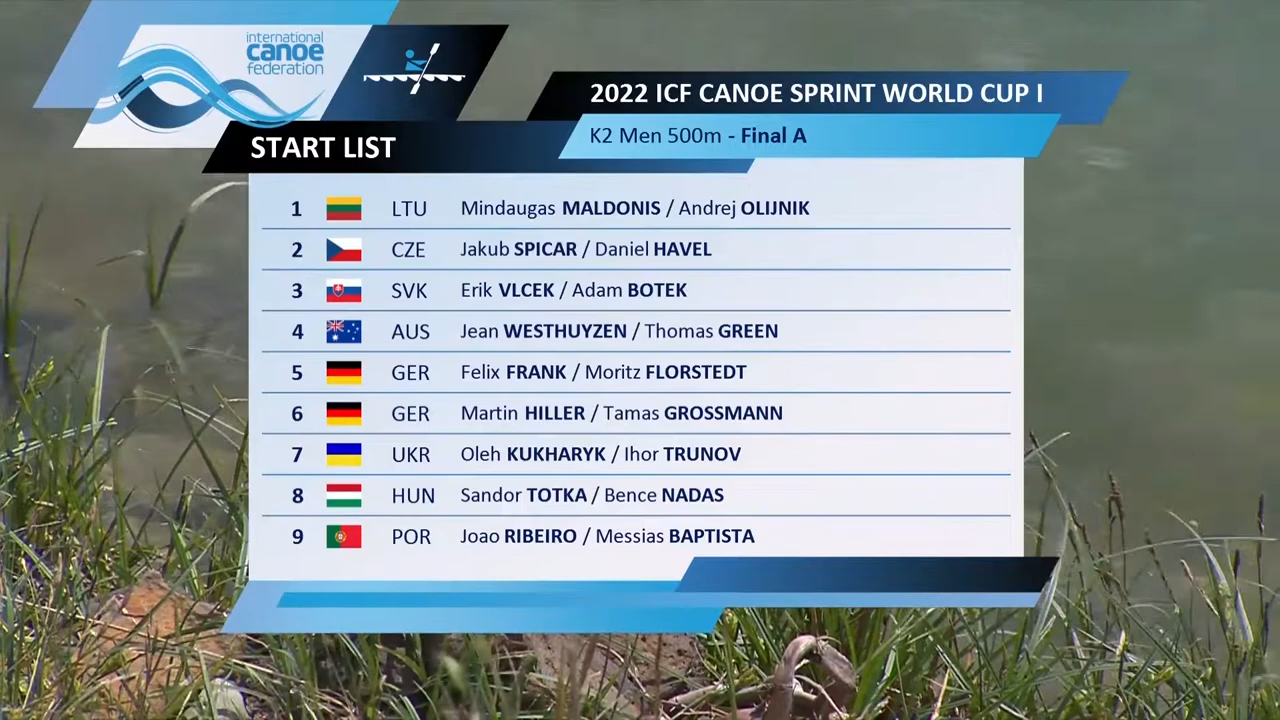 international
canoe
federation
2022 ICF CANOE SPRINT WORLD CUP I
K2 Men 500m - Final A
START LIST
1 LTU Mindaugas MALDONIS / Andrej OLIJNIK
2 CZE Jakub SPICAR / Daniel HAVEL
3 SVK Erik VLCEK / Adam BOTEK
4 AUS Jean WESTHUYZEN / Thomas GREEN
5 GER Felix FRANK / Moritz FLORSTEDT
6 GER Martin HILLER / Tamas GROSSMANN
7 UKR Oleh KUKHARYK / Ihor TRUNOV
8 HUN Sandor TOTKA / Bence NADAS
9 POR Joao RIBEIRO / Messias BAPTISTA